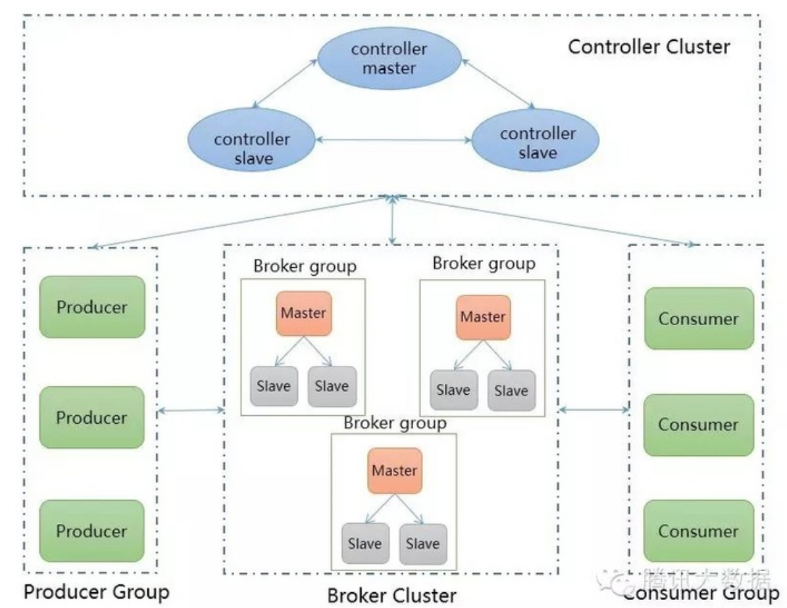 controller
master
Controller Cluster
controller
slave
controller
slave
Broker group
Broker group
Producer
Master
Master
Consumer
Slave
Slave
Slave
Slave
Producer
Broker group
Consumer
Master
Producer
Slave
Slave
Consumer
腾讯大数据
Producer Group
Broker Cluster
Consumer Group